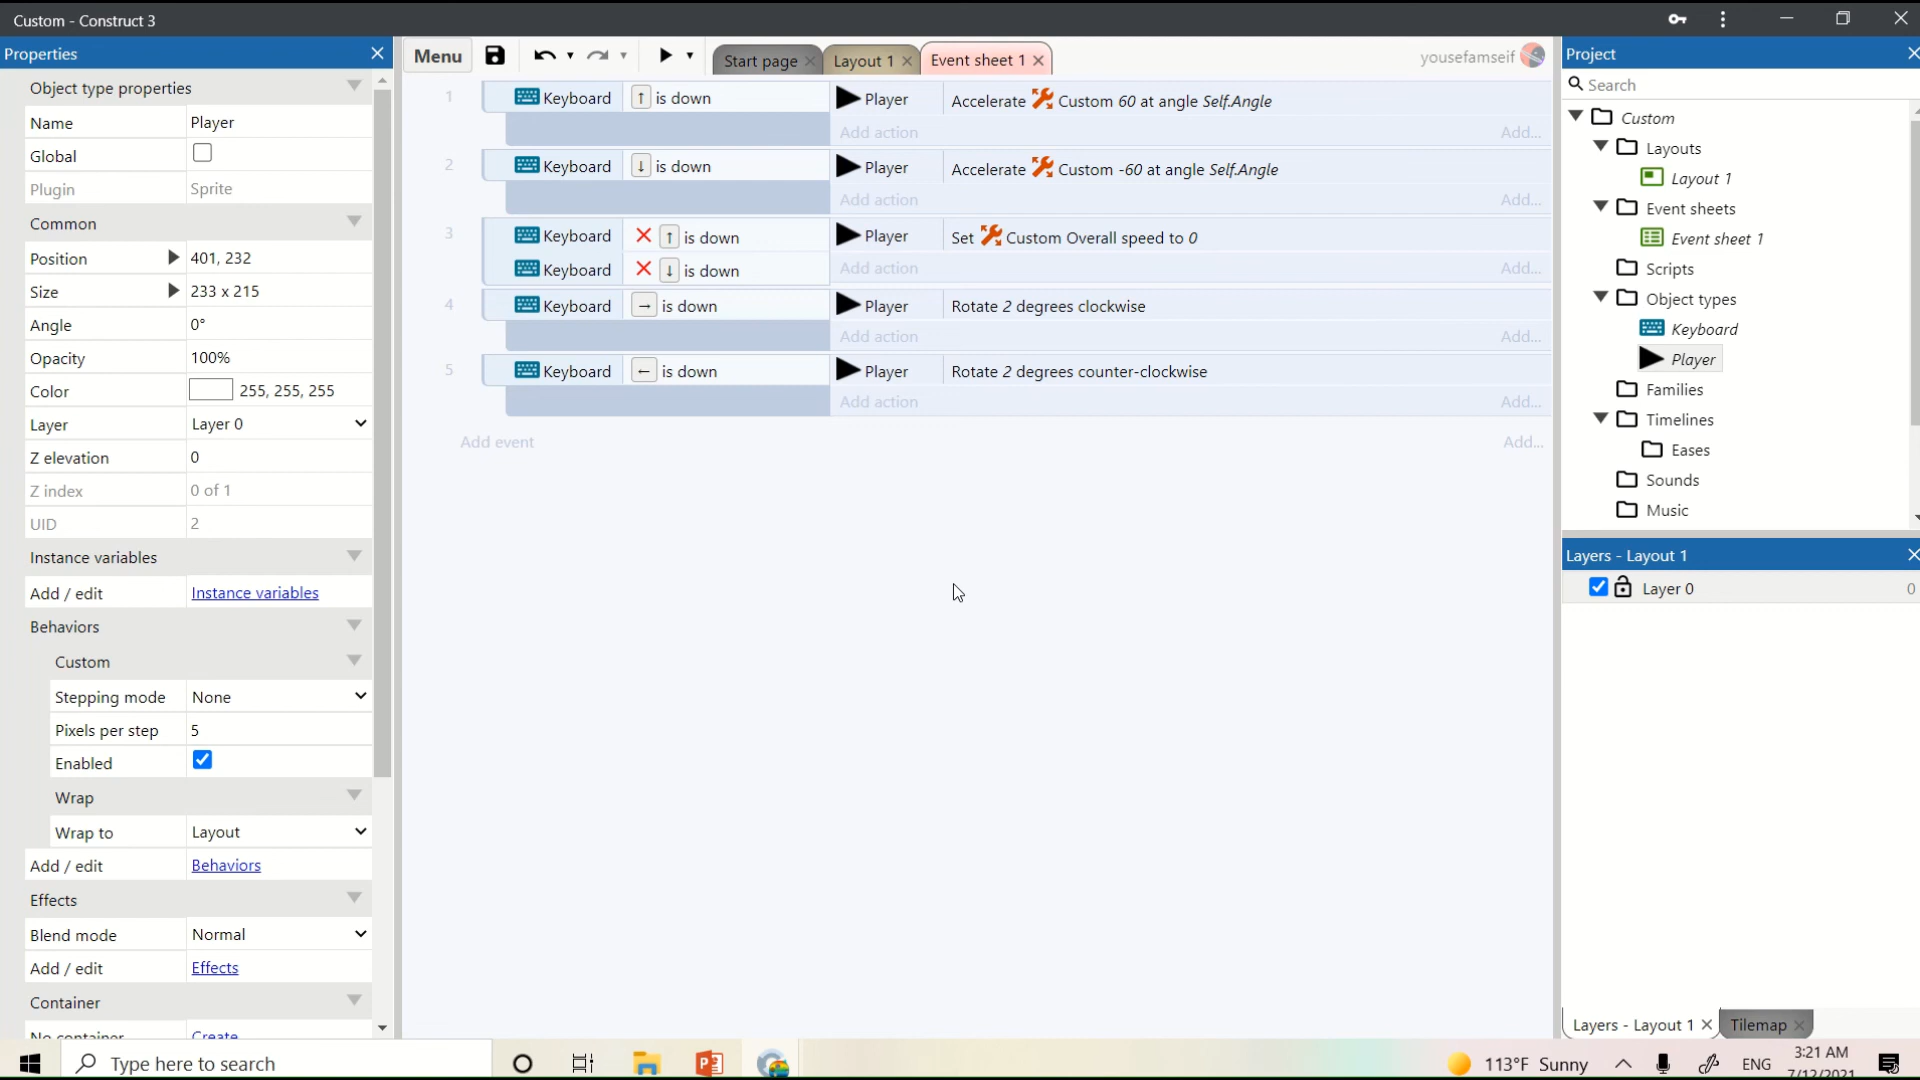 Custom - Construct 3
Properties
Object type properties
Name Player
Global
Plugin Sprite
Common
Position 401, 232
Size 233 x 215
Angle 0°
Opacity 100%
Color 255, 255, 255
Layer Layer 0
Z elevation 0
Z index 0 of 1
UID 2
Instance variables
Add / edit Instance variables
Behaviors
Custom
Stepping mode None
Pixels per step 5
Enabled
Wrap
Wrap to Layout
Add / edit Behaviors
Effects
Blend mode Normal
Add / edit Effects
Container
No container Create
Menu
Start page
Layout 1
Event sheet 1
yousefamseif
1 Keyboard ↑ is down Player Accelerate Custom 60 at angle Self.Angle
Add action Add...
2 Keyboard ↓ is down Player Accelerate Custom -60 at angle Self.Angle
Add action Add...
3 Keyboard ↑ is down Player Set Custom Overall speed to 0
Keyboard ↓ is down Add action Add...
4 Keyboard → is down Player Rotate 2 degrees clockwise
Add action Add...
5 Keyboard ← is down Player Rotate 2 degrees counter-clockwise
Add action Add...
Add event Add...
Project
Search
Custom
Layouts
Layout 1
Event sheets
Event sheet 1
Scripts
Object types
Keyboard
Player
Families
Timelines
Eases
Sounds
Music
Layers - Layout 1
Layer 0 0
Layers - Layout 1
Tilemap
Type here to search
113°F Sunny
ENG
3:21 AM
7/12/2021